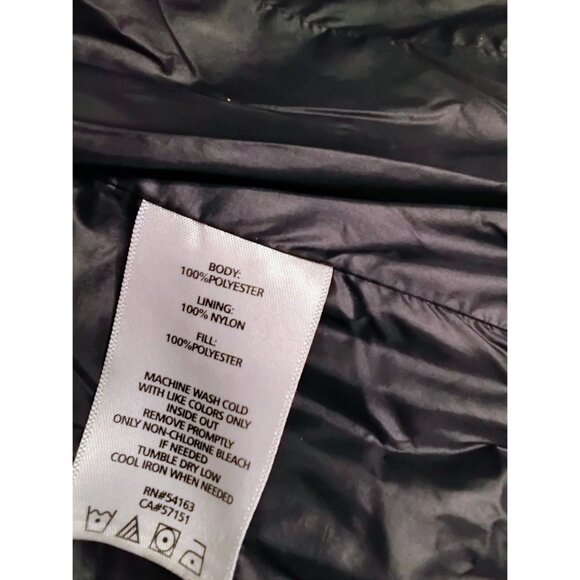 BODY:
100%POLYESTER
LINING:
100% NYLON
FILL:
100%POLYESTER
MACHINE WASH COLD
WITH LIKE COLORS ONLY
INSIDE OUT
REMOVE PROMPTLY
ONLY NON-CHLORINE BLEACH
IF NEEDED
TUMBLE DRY LOW
COOL IRON WHEN NEEDED
RN#54163
CA#57151